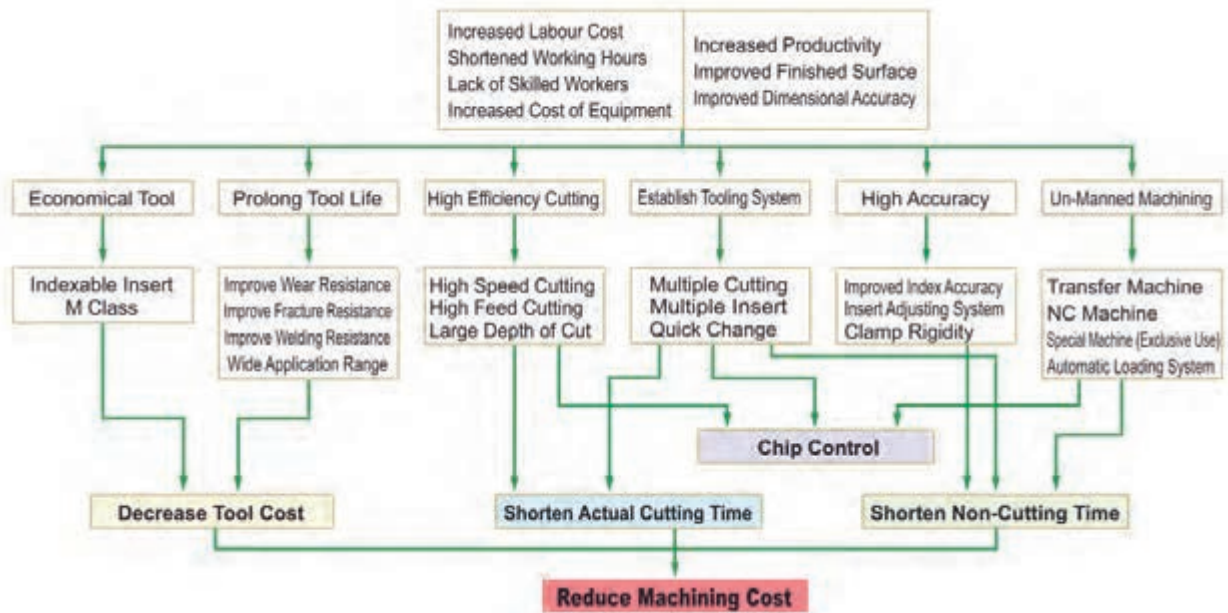 Increased Labour Cost
Shortened Working Hours
Lack of Skilled Workers
Increased Cost of Equipment
Increased Productivity
Improved Finished Surface
Improved Dimensional Accuracy
Economical Tool
Prolong Tool Life
High Efficiency Cutting
Establish Tooling System
High Accuracy
Un-Manned Machining
Indexable Insert
M Class
Improve Wear Resistance
Improve Fracture Resistance
Improve Welding Resistance
Wide Application Range
High Speed Cutting
High Feed Cutting
Large Depth of Cut
Multiple Cutting
Multiple Insert
Quick Change
Improved Index Accuracy
Insert Adjusting System
Clamp Rigidity
Transfer Machine
NC Machine
Special Machine (Exclusive Use)
Automatic Loading System
Chip Control
Decrease Tool Cost
Shorten Actual Cutting Time
Shorten Non-Cutting Time
Reduce Machining Cost